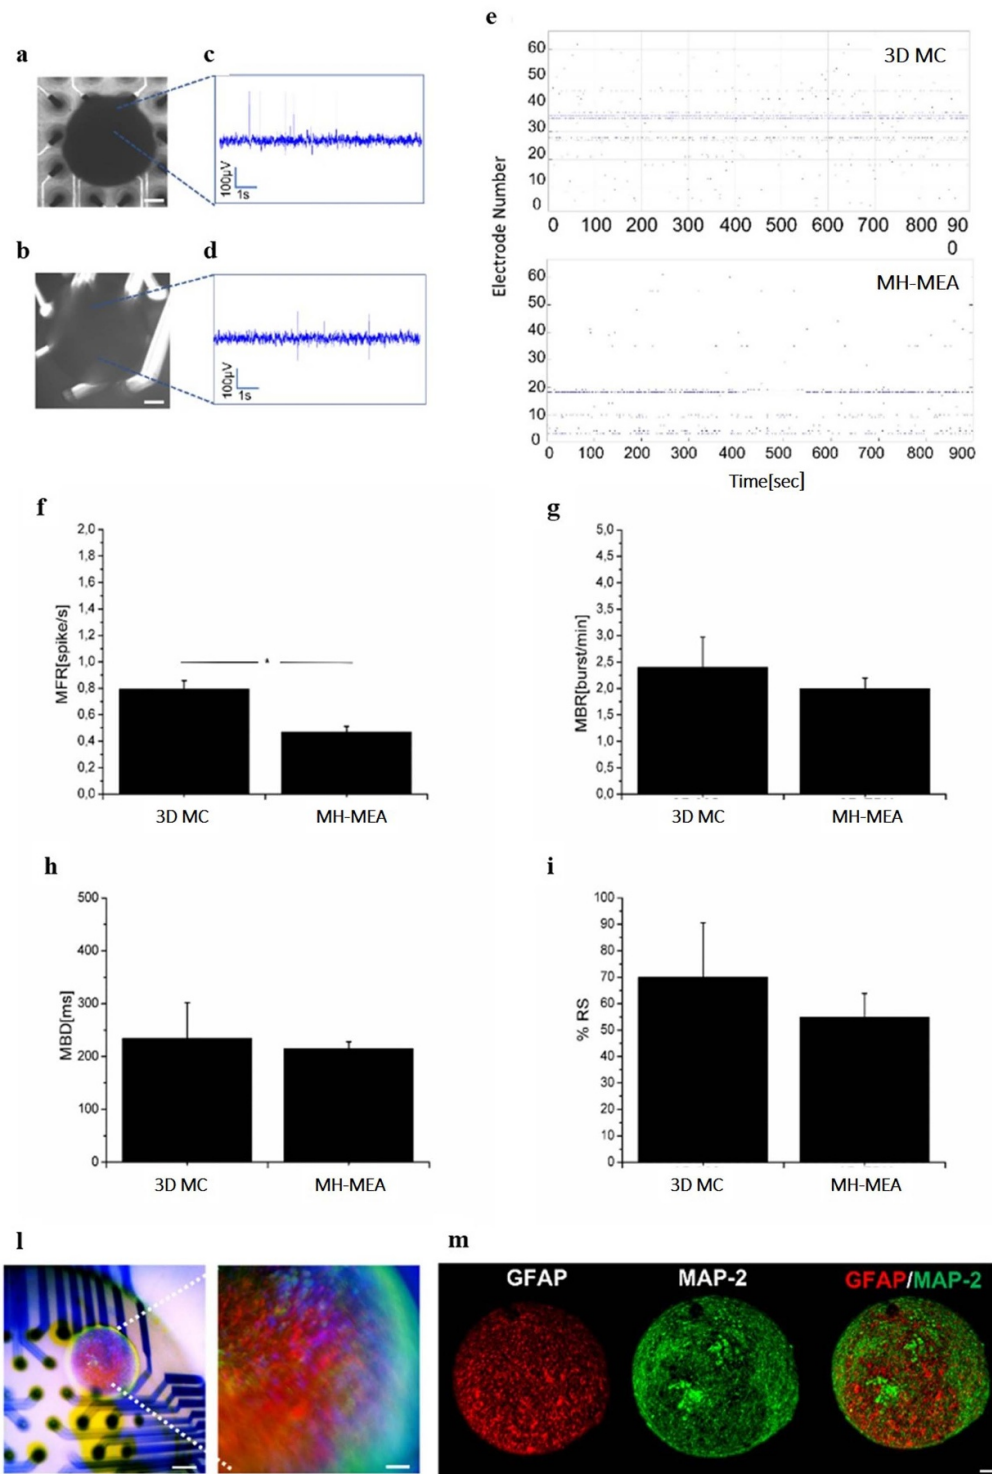 a
c
100µV
1s
b
d
100µV
1s
e
Electrode Number
60
50
40
30
20
10
0
3D MC
0 100 200 300 400 500 600 700 800 90
0
60
50
40
30
20
10
0
MH-MEA
0 100 200 300 400 500 600 700 800 900
Time[sec]
f
MFR[spike/s]
2,0
1,8
1,6
1,4
1,2
1,0
0,8
0,6
0,4
0,2
0,0
3D MC MH-MEA
g
MBR[burst/min]
5,0
4,5
4,0
3,5
3,0
2,5
2,0
1,5
1,0
0,5
0,0
3D MC MH-MEA
h
MBD[ms]
500
400
300
200
100
0
3D MC MH-MEA
i
% RS
100
90
80
70
60
50
40
30
20
10
0
3D MC MH-MEA
l
m
GFAP MAP-2 GFAP/MAP-2